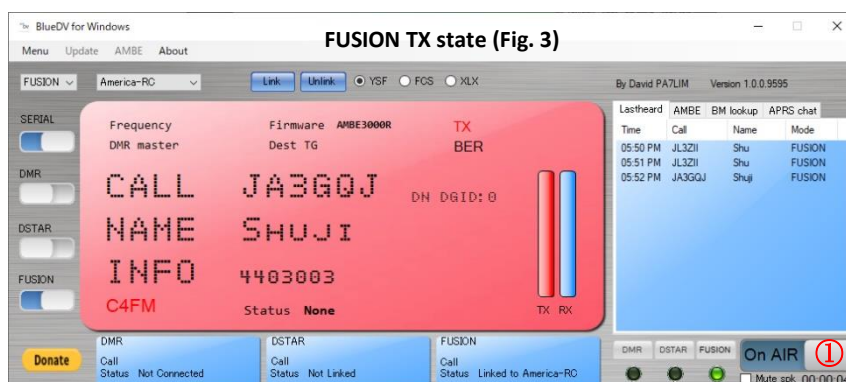 BlueDV for Windows
FUSION TX state (Fig. 3)
Menu Update AMBE About
FUSION America-RC Link Unlink YSF FCS XLX By David PA7LIM Version 1.0.0.9595
Lastheard AMBE BM lookup APRS chat
Time Call Name Mode
05:50 PM JL3ZII Shu FUSION
05:51 PM JL3ZII Shu FUSION
05:52 PM JA3GQJ Shuji FUSION
SERIAL
DMR
DSTAR
FUSION
Frequency Firmware AMBE3000R TX
DMR master Dest TG BER
CALL JA3GQJ DN DGID:0
NAME SHUJI
INFO 4403003
C4FM Status None TX RX
Donate
DMR
Call
Status Not Connected
DSTAR
Call
Status Not Linked
FUSION
Call
Status Linked to America-RC
DMR DSTAR FUSION On AIR ①
Mute spk 00:00:04